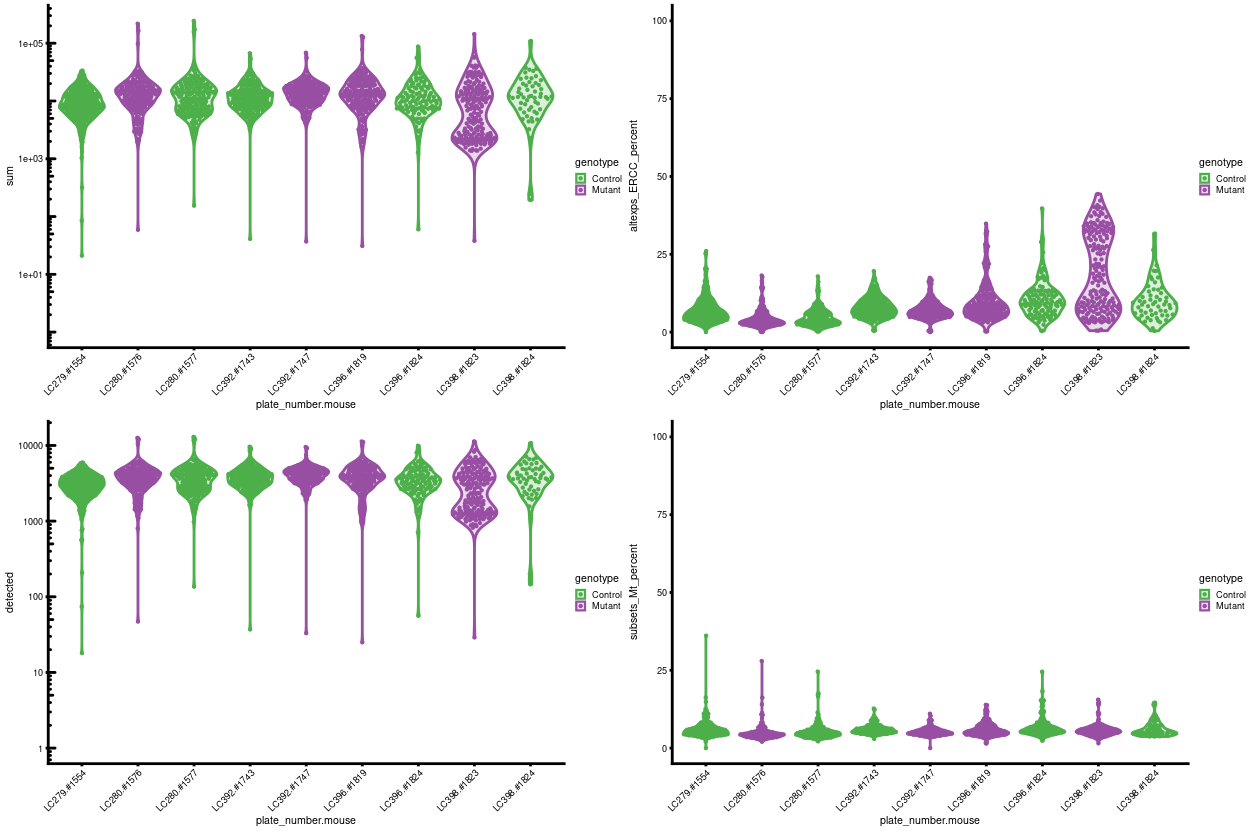 sum
1e+05
1e+03
1e+01
LC279.#1554
LC280.#1576
LC280.#1577
LC392.#1743
LC392.#1747
LC396.#1819
LC396.#1824
LC398.#1823
LC398.#1824
plate_number.mouse
genotype
Control
Mutant
altexps_ERCC_percent
100
75
50
25
0
LC279.#1554
LC280.#1576
LC280.#1577
LC392.#1743
LC392.#1747
LC396.#1819
LC396.#1824
LC398.#1823
LC398.#1824
plate_number.mouse
genotype
Control
Mutant
detected
10000
1000
100
10
1
LC279.#1554
LC280.#1576
LC280.#1577
LC392.#1743
LC392.#1747
LC396.#1819
LC396.#1824
LC398.#1823
LC398.#1824
plate_number.mouse
genotype
Control
Mutant
subsets_Mt_percent
100
75
50
25
0
LC279.#1554
LC280.#1576
LC280.#1577
LC392.#1743
LC392.#1747
LC396.#1819
LC396.#1824
LC398.#1823
LC398.#1824
plate_number.mouse
genotype
Control
Mutant